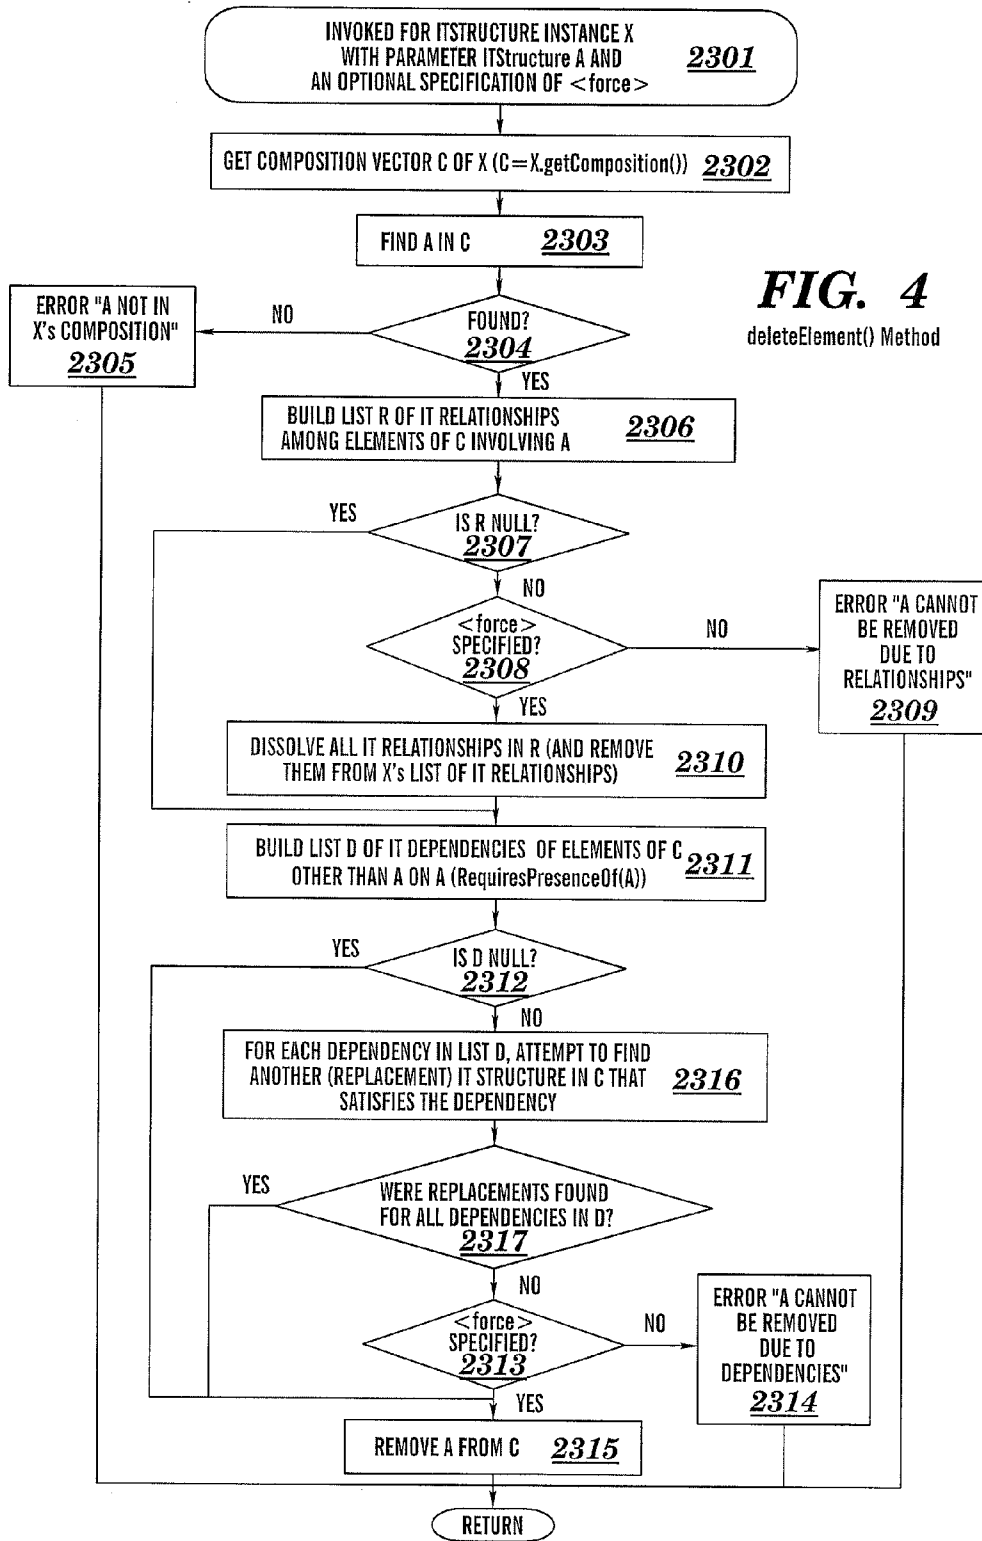 INVOKED FOR ITSTRUCTURE INSTANCE X
WITH PARAMETER ITStructure A AND
AN OPTIONAL SPECIFICATION OF <force>
2301
GET COMPOSITION VECTOR C OF X (C=X.getComposition())
2302
FIND A IN C
2303
FIG. 4
deleteElement() Method
FOUND?
2304
NO
YES
ERROR "A NOT IN
X's COMPOSITION"
2305
BUILD LIST R OF IT RELATIONSHIPS
AMONG ELEMENTS OF C INVOLVING A
2306
IS R NULL?
2307
YES
NO
<force>
SPECIFIED?
2308
NO
YES
ERROR "A CANNOT
BE REMOVED
DUE TO
RELATIONSHIPS"
2309
DISSOLVE ALL IT RELATIONSHIPS IN R (AND REMOVE
THEM FROM X's LIST OF IT RELATIONSHIPS)
2310
BUILD LIST D OF IT DEPENDENCIES OF ELEMENTS OF C
OTHER THAN A ON A (RequiresPresenceOf(A))
2311
IS D NULL?
2312
YES
NO
FOR EACH DEPENDENCY IN LIST D, ATTEMPT TO FIND
ANOTHER (REPLACEMENT) IT STRUCTURE IN C THAT
SATISFIES THE DEPENDENCY
2316
WERE REPLACEMENTS FOUND
FOR ALL DEPENDENCIES IN D?
2317
YES
NO
<force>
SPECIFIED?
2313
NO
YES
ERROR "A CANNOT
BE REMOVED
DUE TO
DEPENDENCIES"
2314
REMOVE A FROM C
2315
RETURN